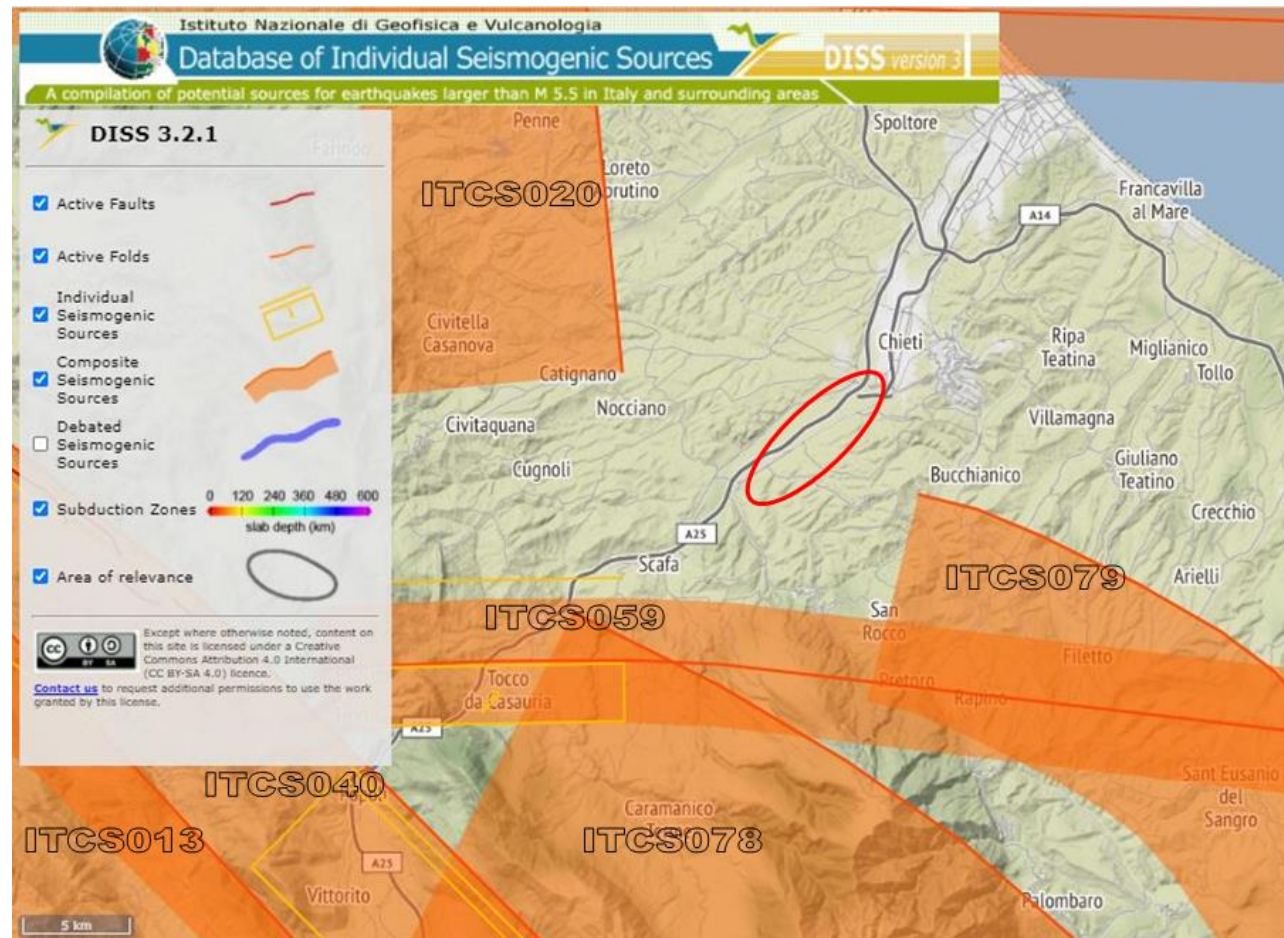 Istituto Nazionale di Geofisica e Vulcanologia
Database of Individual Seismogenic Sources
DISS version 3
A compilation of potential sources for earthquakes larger than M 5.5 in Italy and surrounding areas
DISS 3.2.1
Active Faults
Active Folds
Individual
Seismogenic
Sources
Composite
Seismogenic
Sources
Debated
Seismogenic
Sources
Subduction Zones
0 120 240 360 480 600
slab depth (km)
Area of relevance
cc
BY SA
Except where otherwise noted, content on
this site is licensed under a Creative
Commons Attribution 4.0 International
(CC BY-SA 4.0) licence.
Contact us to request additional permissions to use the work
granted by this license.
Penne
Spoltore
Loreto
Aprutino
ITCS020
Francavilla
al Mare
A14
Civitella
Casanova
Chieti
Ripa
Teatina
Miglianico
Tollo
Catignano
Nocciano
Civitaquana
Villamagna
Cugnoli
Bucchianico
Giuliano
Teatino
Crecchio
A25
Scafa
ITCS079
Arielli
ITCS059
San
Rocco
Filetto
Tocco
da Casauria
Pretoro
Rapino
A25
ITCS040
Popoli
Sant Eusanio
del
Sangro
Caramanico
Terme
ITCS013
ITCS078
A25
Vittorito
Palombaro
5 km